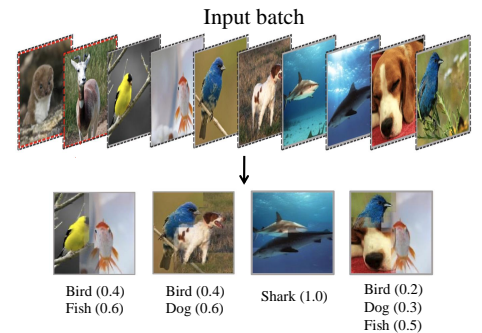 Input batch
Bird (0.4)
Fish (0.6)
Bird (0.4)
Dog (0.6)
Shark (1.0)
Bird (0.2)
Dog (0.3)
Fish (0.5)